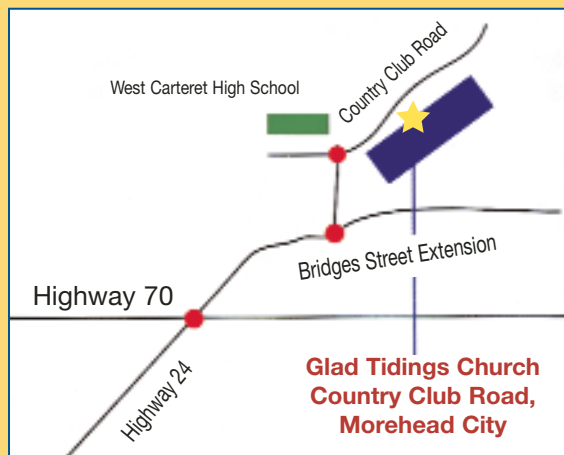 West Carteret High School
Country Club Road
Bridges Street Extension
Highway 70
Highway 24
Glad Tidings Church
Country Club Road,
Morehead City